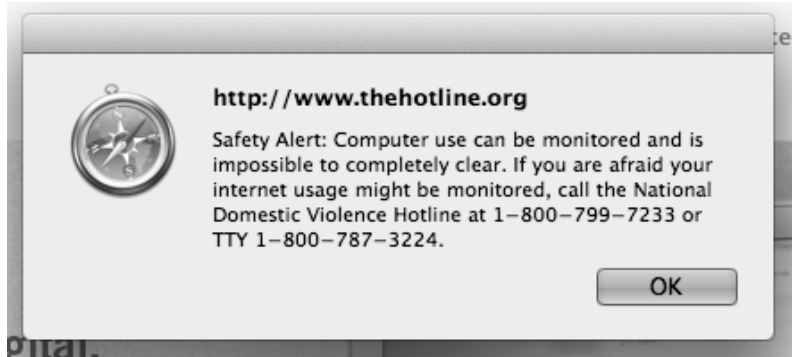 http://www.thehotline.org
Safety Alert: Computer use can be monitored and is
impossible to completely clear. If you are afraid your
internet usage might be monitored, call the National
Domestic Violence Hotline at 1–800–799–7233 or
TTY 1–800–787–3224.
OK